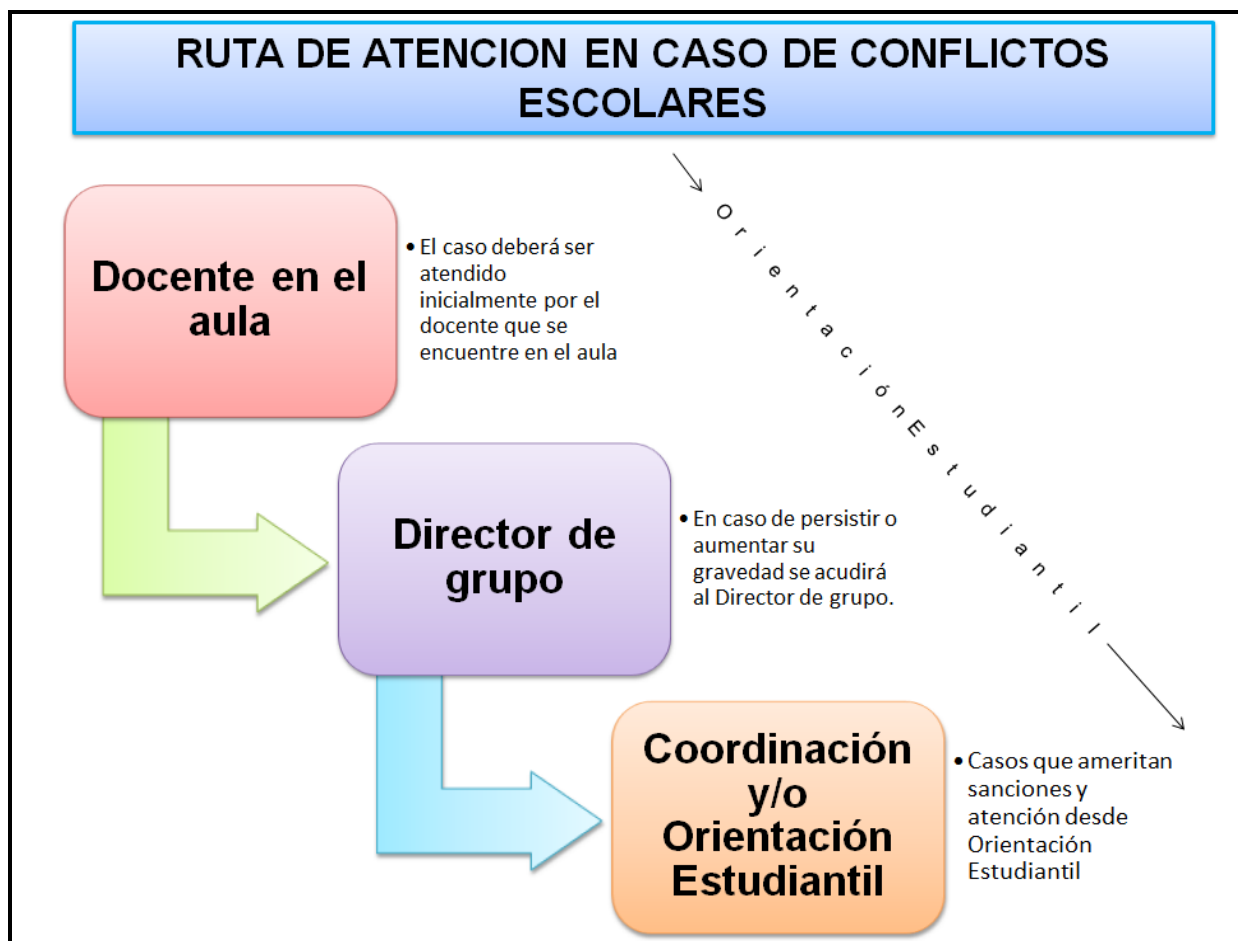 RUTA DE ATENCION EN CASO DE CONFLICTOS
ESCOLARES
Docente en el
aula
• El caso deberá ser
atendido
inicialmente por el
docente que se
encuentre en el aula
Orientación Estudiantil
Director de
grupo
• En caso de persistir o
aumentar su
gravedad se acudirá
al Director de grupo.
Coordinación
y/o
Orientación
Estudiantil
• Casos que ameritan
sanciones y
atención desde
Orientación
Estudiantil